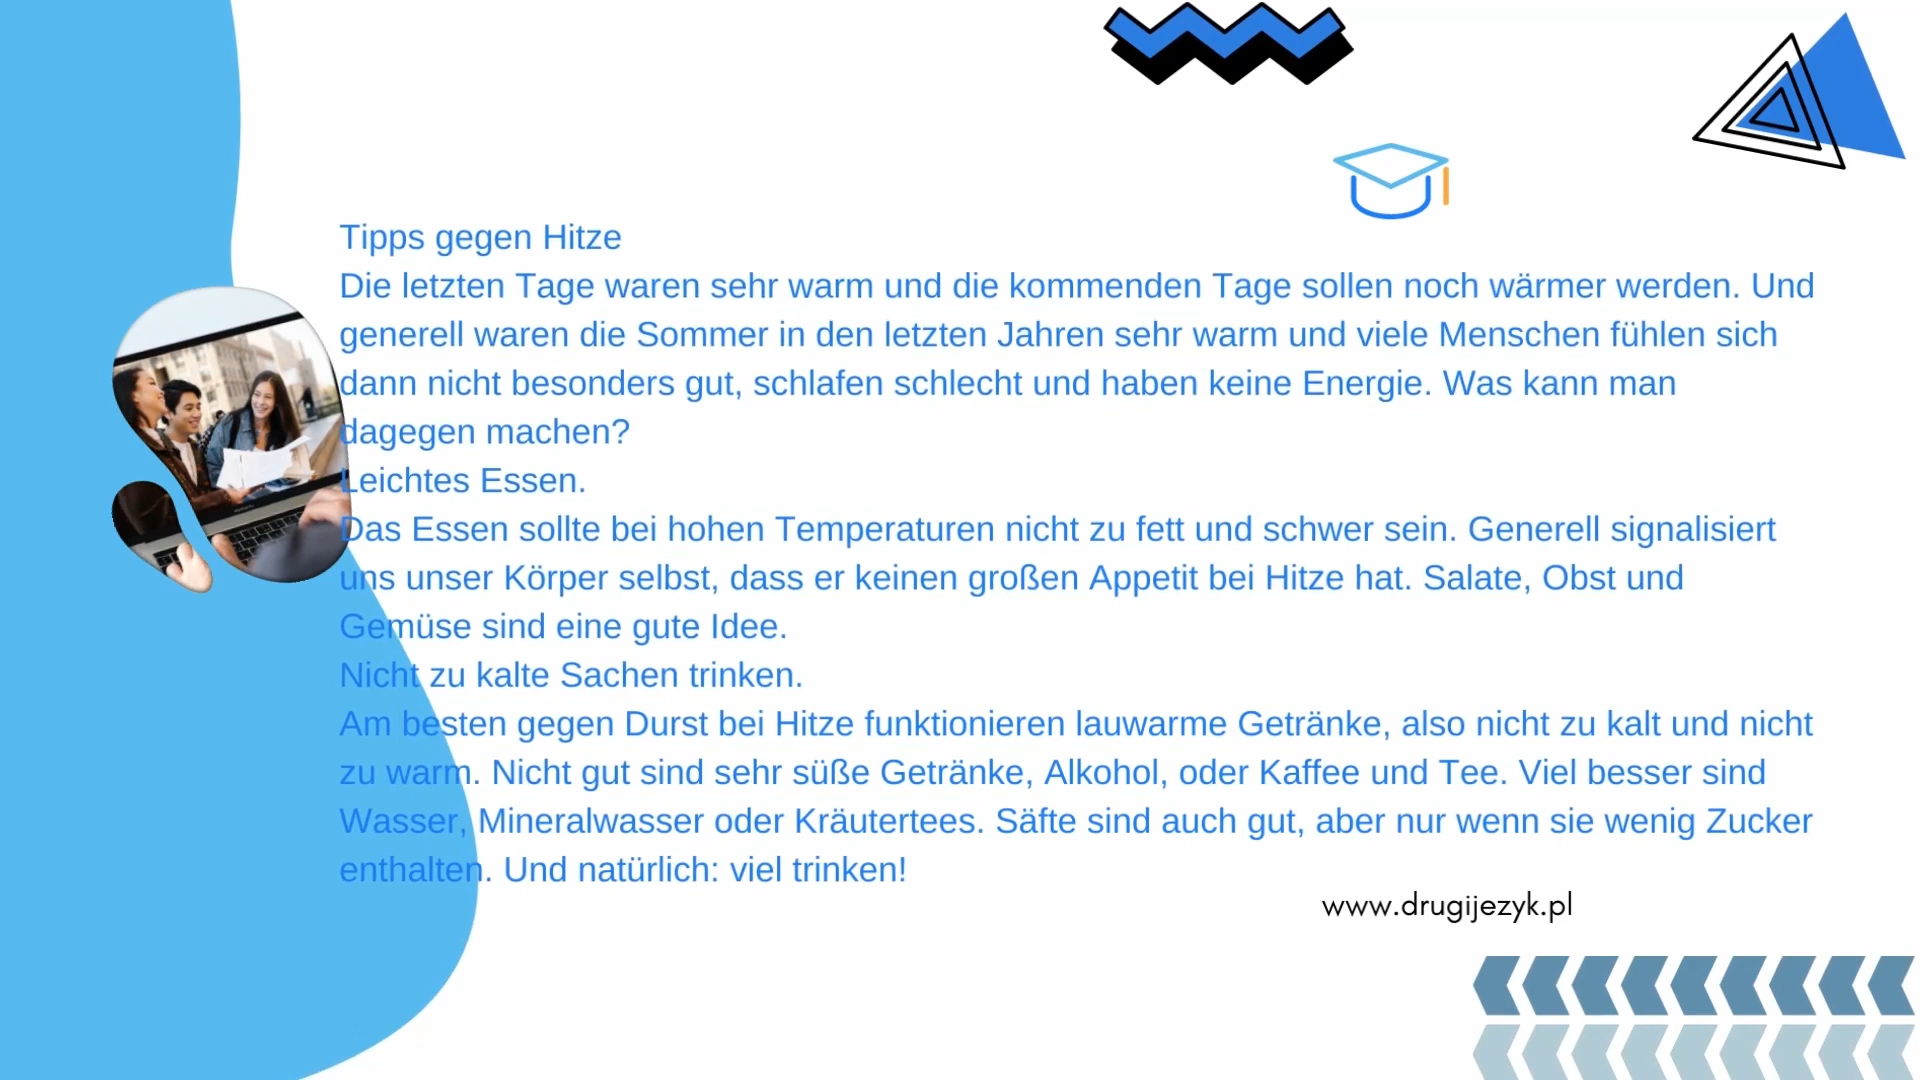 Tipps gegen Hitze
Die letzten Tage waren sehr warm und die kommenden Tage sollen noch wärmer werden. Und
generell waren die Sommer in den letzten Jahren sehr warm und viele Menschen fühlen sich
dann nicht besonders gut, schlafen schlecht und haben keine Energie. Was kann man
dagegen machen?
Leichtes Essen.
Das Essen sollte bei hohen Temperaturen nicht zu fett und schwer sein. Generell signalisiert
uns unser Körper selbst, dass er keinen großen Appetit bei Hitze hat. Salate, Obst und
Gemüse sind eine gute Idee.
Nicht zu kalte Sachen trinken.
Am besten gegen Durst bei Hitze funktionieren lauwarme Getränke, also nicht zu kalt und nicht
zu warm. Nicht gut sind sehr süße Getränke, Alkohol, oder Kaffee und Tee. Viel besser sind
Wasser, Mineralwasser oder Kräutertees. Säfte sind auch gut, aber nur wenn sie wenig Zucker
enthalten. Und natürlich: viel trinken!
www.drugijezyk.pl